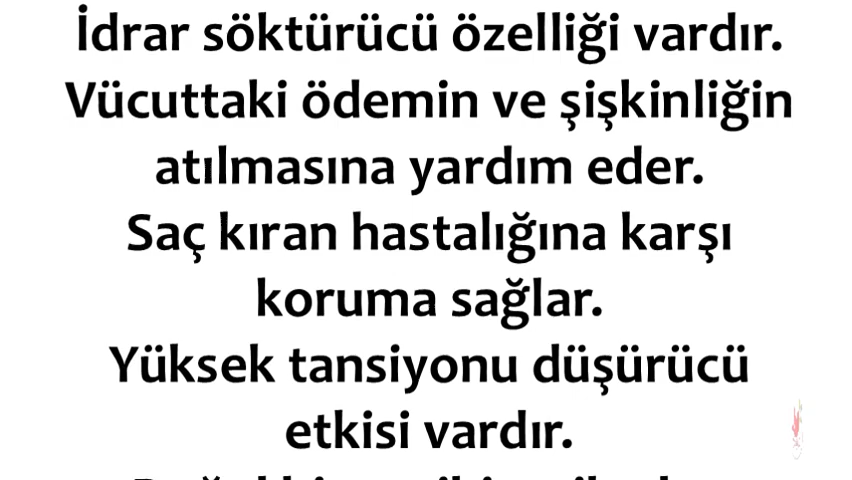 İdrar söktürücü özelliği vardır.
Vücuttaki ödemin ve şişkinliğin
atılmasına yardım eder.
Saç kıran hastalığına karşı
koruma sağlar.
Yüksek tansiyonu düşürücü
etkisi vardır.